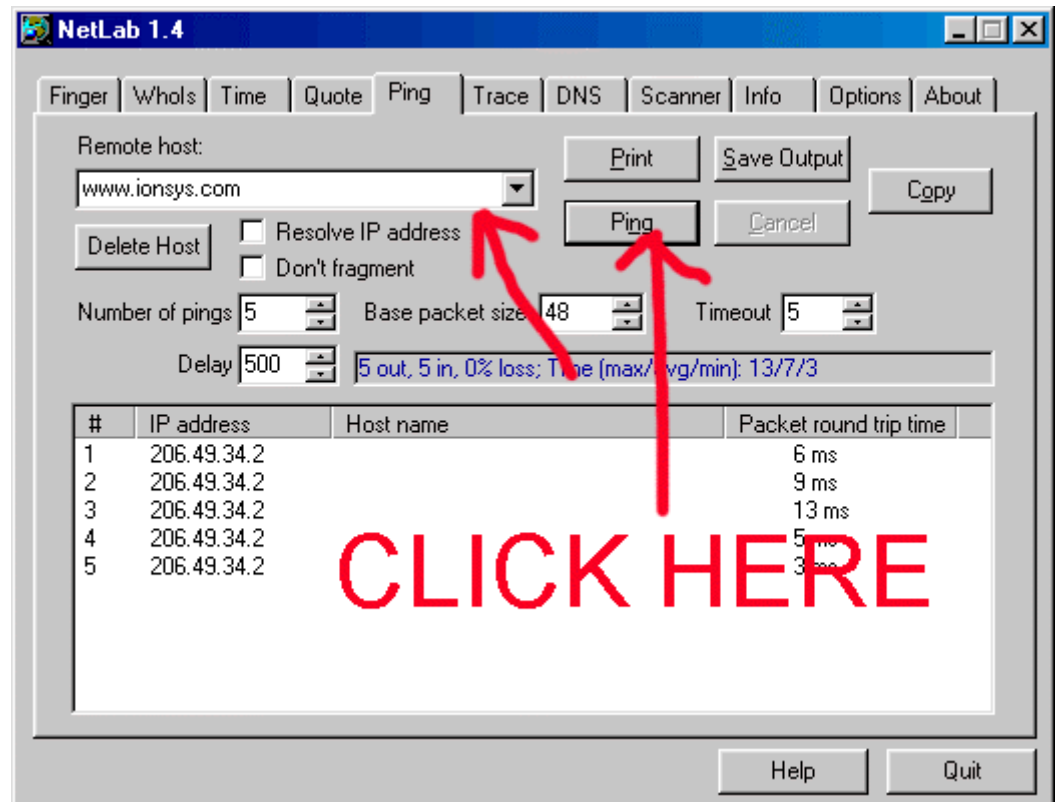 NetLab 1.4
Finger WhoIs Time Quote Ping Trace DNS Scanner Info Options About
Remote host:
Print Save Output
www.ionsys.com
Copy
Ping Cancel
Delete Host
Resolve IP address
Don't fragment
Number of pings 5 Base packet size 48 Timeout 5
Delay 500 5 out, 5 in, 0% loss; Time (max/avg/min): 13/7/3
# IP address Host name Packet round trip time
1 206.49.34.2 6 ms
2 206.49.34.2 9 ms
3 206.49.34.2 13 ms
4 206.49.34.2 5 ms
5 206.49.34.2 3 ms
CLICK HERE
Help Quit